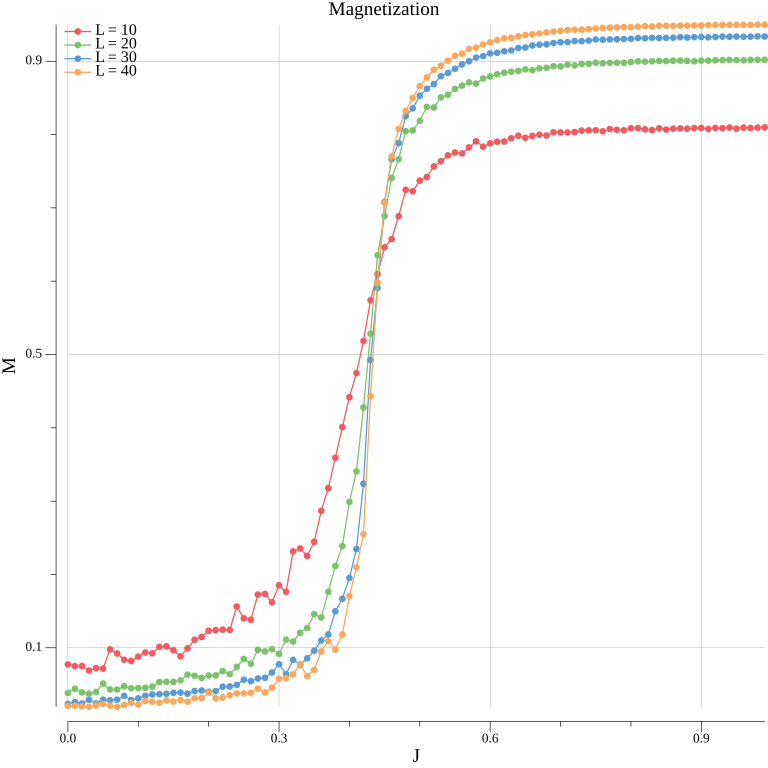 Magnetization
L = 10
L = 20
L = 30
L = 40
0.9
0.5
0.1
M
0.0 0.3 0.6 0.9
J